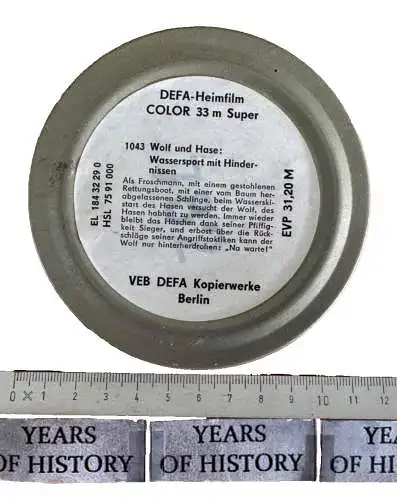 DEFA-Heimfilm
COLOR 33 m Super
1043 Wolf und Hase:
Wassersport mit Hinder-
nissen
Als Froschmann, mit einem gestohlenen
Rettungsboot, mit einer vom Baum her-
abgelassenen Schlinge, beim Wasserski-
start des Hasen versucht der Wolf, des
Hasen habhaft zu werden. Immer wieder
bleibt das Häschen dank seiner Pfiffig-
keit Sieger, und erbost über die Rück-
schläge seiner Angriffstaktiken kann der
Wolf nur hinterherdrohen: „Na warte!"
EL 184 32 29 0
HSL 75 91 000
EVP 31,20 M
VEB DEFA Kopierwerke
Berlin
0 × 1 2 3 4 5 6 7 8 9 10 11 12
YEARS OF HISTORY
YEARS OF HISTORY